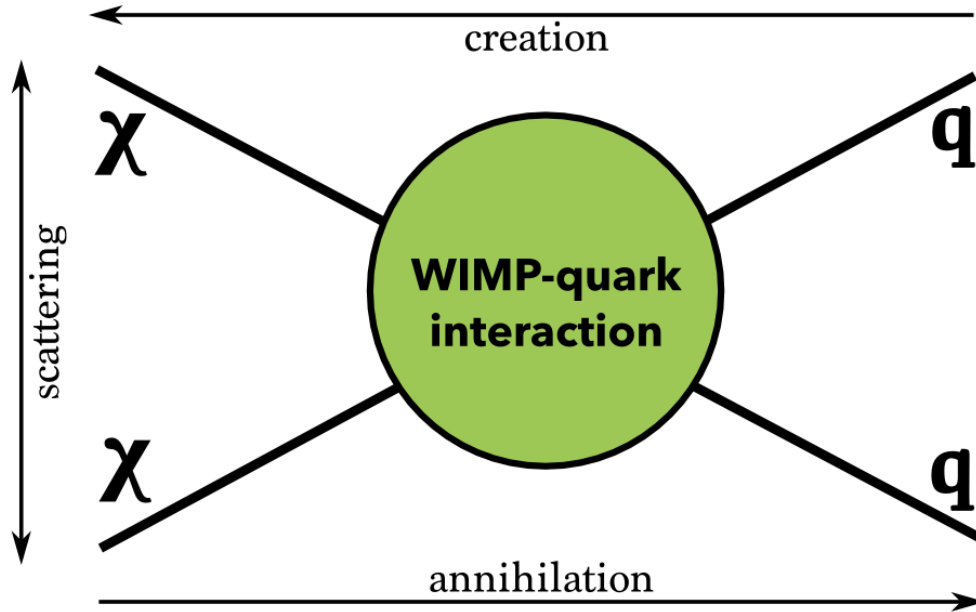 creation
χ
q
scattering
WIMP-quark
interaction
χ
q
annihilation